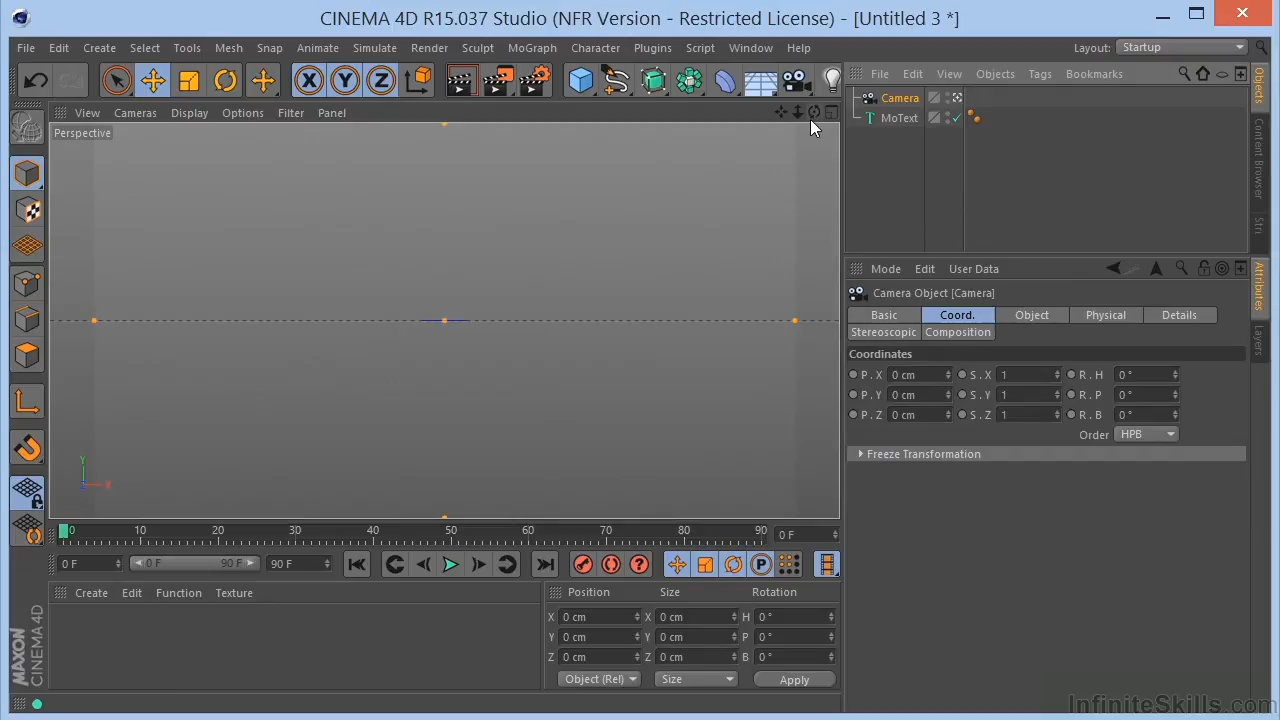 CINEMA 4D R15.037 Studio (NFR Version - Restricted License) - [Untitled 3 *]
File Edit Create Select Tools Mesh Snap Animate Simulate Render Sculpt MoGraph Character Plugins Script Window Help Layout: Startup
X Y Z
File Edit View Objects Tags Bookmarks
Camera
MoText
View Cameras Display Options Filter Panel
Perspective
Y
X
Objects
Content Browser
Stri
Mode Edit User Data
Camera Object [Camera]
Basic Coord. Object Physical Details
Stereoscopic Composition
Coordinates
P . X 0 cm S . X 1 R . H 0 °
P . Y 0 cm S . Y 1 R . P 0 °
P . Z 0 cm S . Z 1 R . B 0 °
Order HPB
Freeze Transformation
Attributes
Layers
0 10 20 30 40 50 60 70 80 90 0 F
0 F 0 F 90 F 90 F P
Create Edit Function Texture
Position Size Rotation
X 0 cm X 0 cm H 0 °
Y 0 cm Y 0 cm P 0 °
Z 0 cm Z 0 cm B 0 °
Object (Rel) Size Apply
MAXON
CINEMA 4D
InfiniteSkills.com